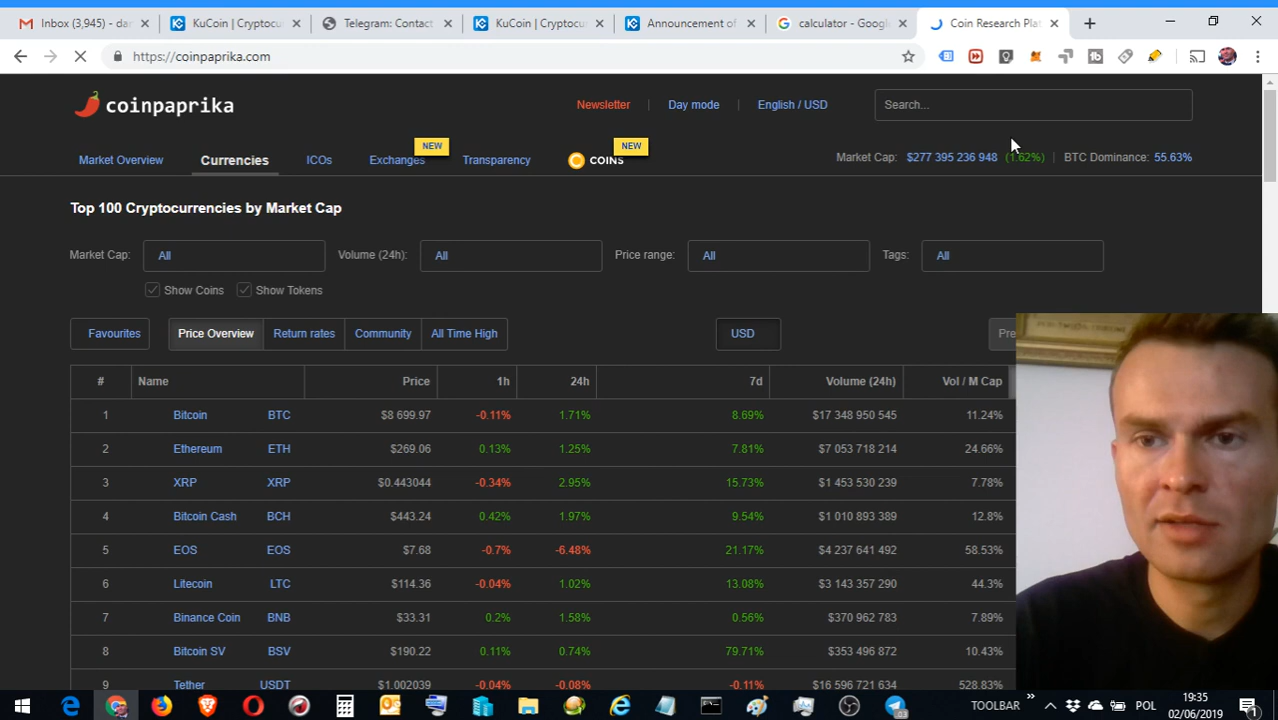 Inbox (3,945) - dar
KuCoin | Cryptocu
Telegram: Contact
KuCoin | Cryptocu
Announcement of
calculator - Google
Coin Research Plat
https://coinpaprika.com
coinpaprika
Newsletter
Day mode
English / USD
Search...
NEW
NEW
Market Overview
Currencies
ICOs
Exchanges
Transparency
COINS
Market Cap: $277 395 236 948 (1.62%)
BTC Dominance: 55.63%
Top 100 Cryptocurrencies by Market Cap
Market Cap: All
Volume (24h): All
Price range: All
Tags: All
Show Coins
Show Tokens
Favourites
Price Overview
Return rates
Community
All Time High
USD
Pre
# Name Price 1h 24h 7d Volume (24h) Vol / M Cap
1 Bitcoin BTC $8 699.97 -0.11% 1.71% 8.69% $17 348 950 545 11.24%
2 Ethereum ETH $269.06 0.13% 1.25% 7.81% $7 053 718 214 24.66%
3 XRP XRP $0.443044 -0.34% 2.95% 15.73% $1 453 530 239 7.78%
4 Bitcoin Cash BCH $443.24 0.42% 1.97% 9.54% $1 010 893 389 12.8%
5 EOS EOS $7.68 -0.7% -6.48% 21.17% $4 237 641 492 58.53%
6 Litecoin LTC $114.36 -0.04% 1.02% 13.08% $3 143 357 290 44.3%
7 Binance Coin BNB $33.31 0.2% 1.58% 0.56% $370 962 783 7.89%
8 Bitcoin SV BSV $190.22 0.11% 0.74% 79.71% $353 496 872 10.43%
9 Tether USDT $1.002039 -0.04% -0.08% -0.11% $16 596 721 634 528.83%
TOOLBAR
POL
19:35
02/06/2019